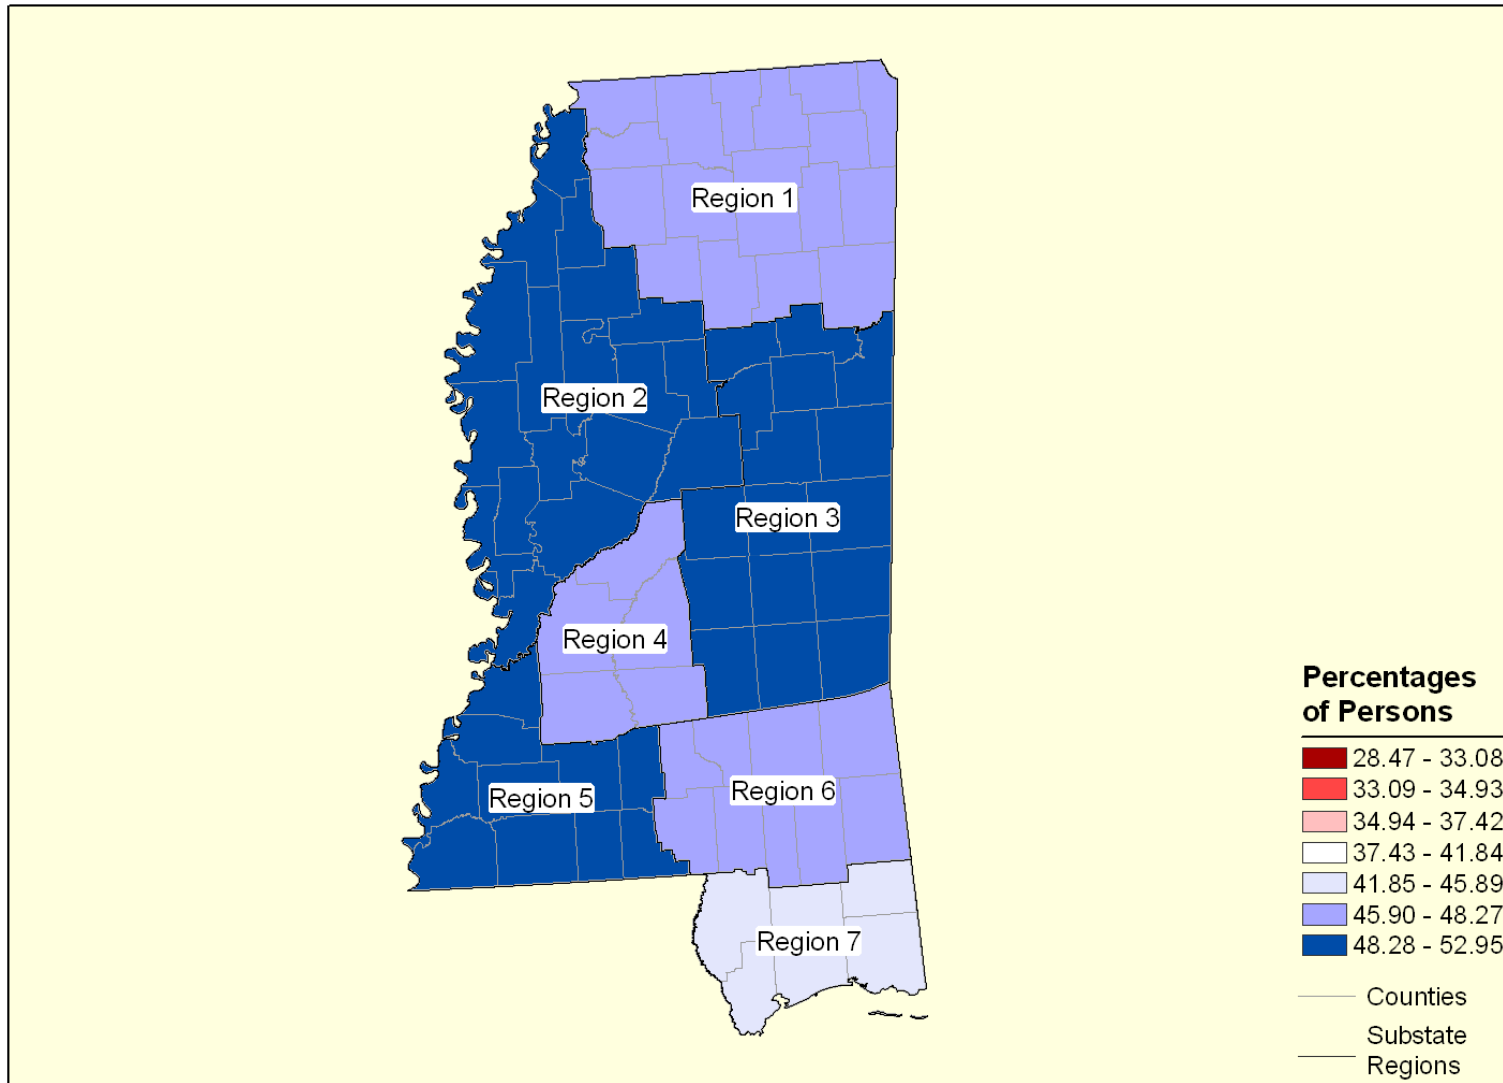 Region 1
Region 2
Region 3
Region 4
Region 5
Region 6
Region 7
Percentages
of Persons
28.47 - 33.08
33.09 - 34.93
34.94 - 37.42
37.43 - 41.84
41.85 - 45.89
45.90 - 48.27
48.28 - 52.95
Counties
Substate
Regions